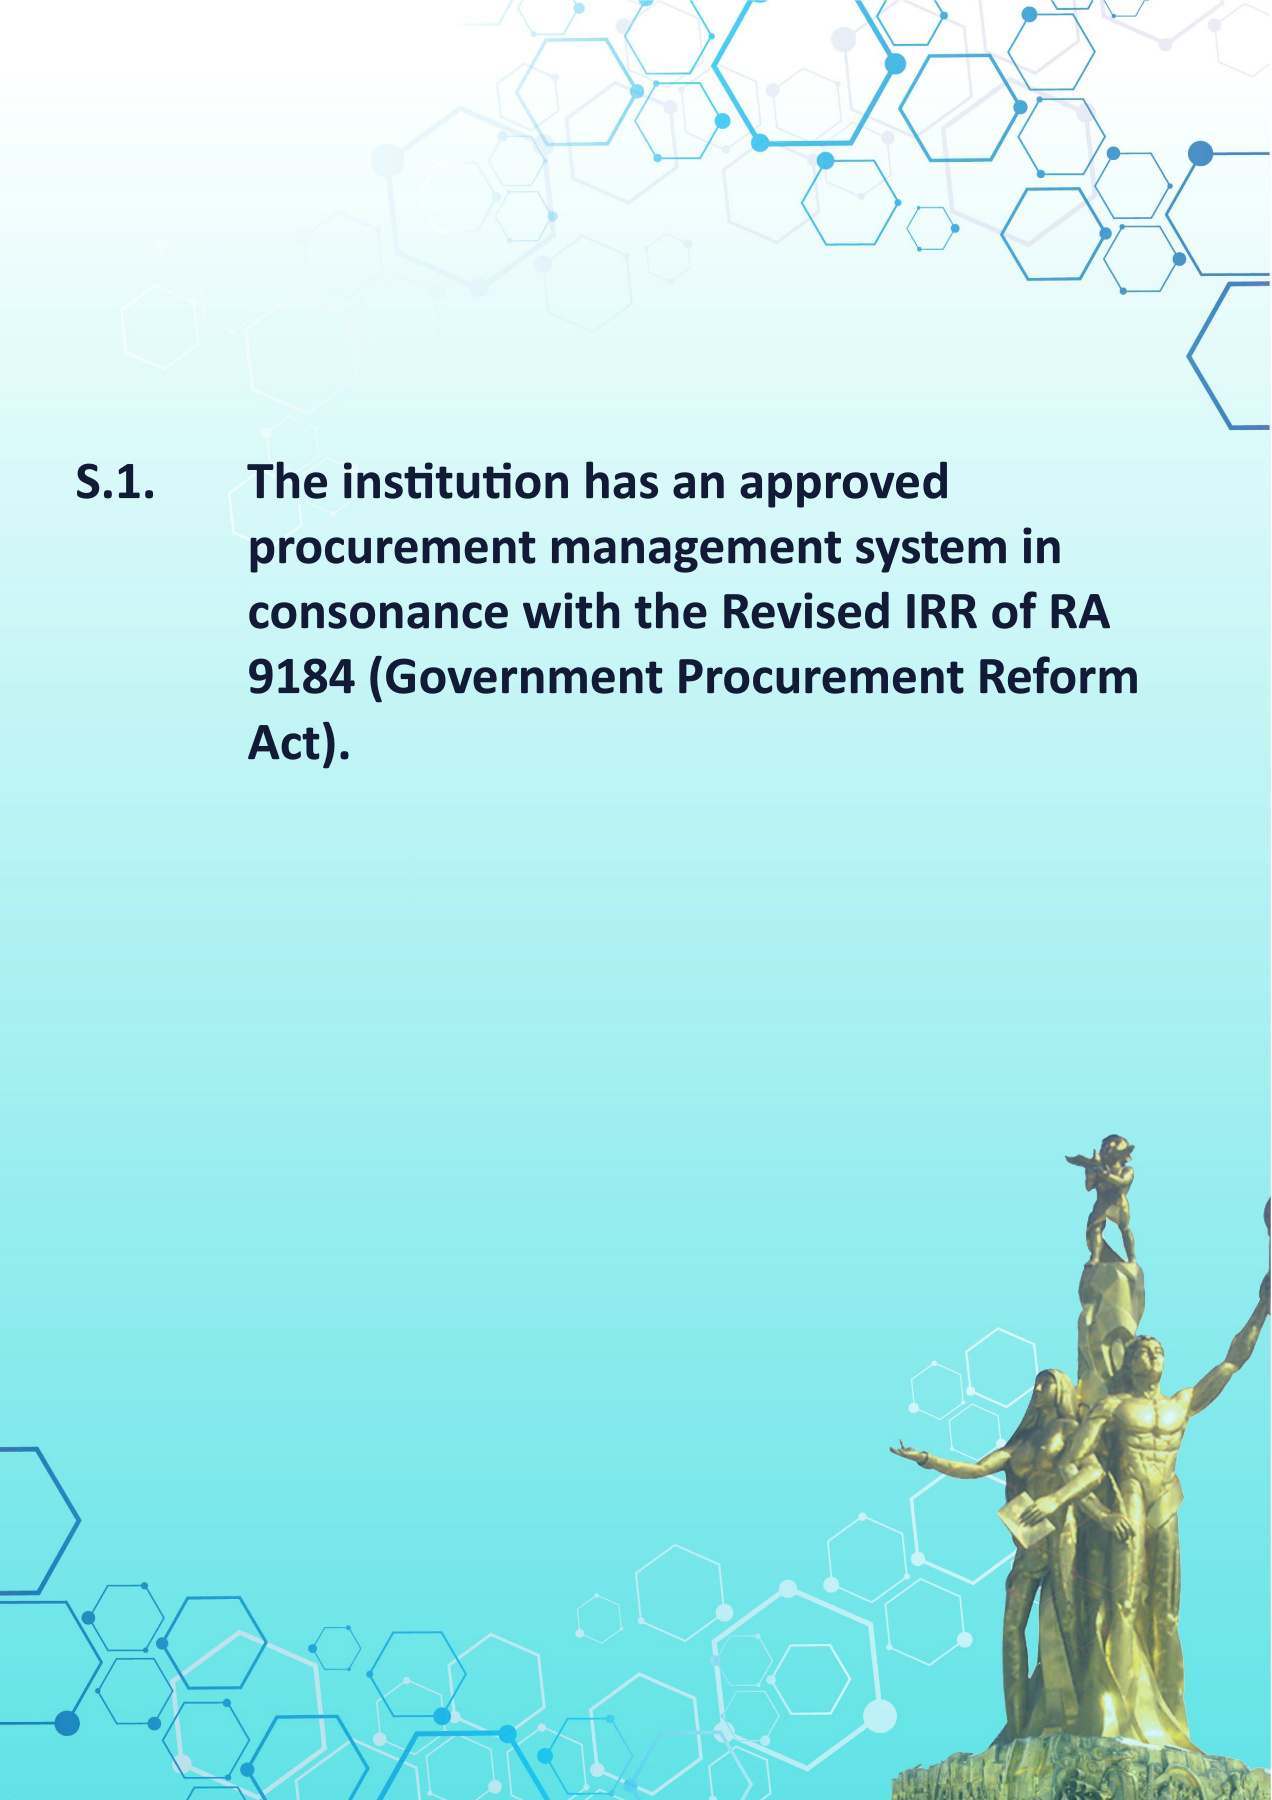 S.1. The institution has an approved
procurement management system in
consonance with the Revised IRR of RA
9184 (Government Procurement Reform
Act).